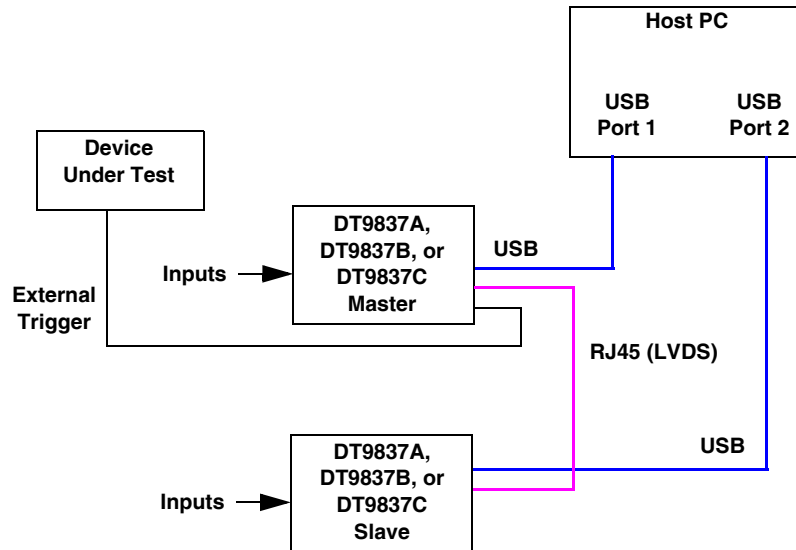 Host PC
USB
Port 1
USB
Port 2
Device
Under Test
DT9837A,
DT9837B, or
DT9837C
Master
USB
Inputs
External
Trigger
RJ45 (LVDS)
USB
DT9837A,
DT9837B, or
DT9837C
Slave
Inputs